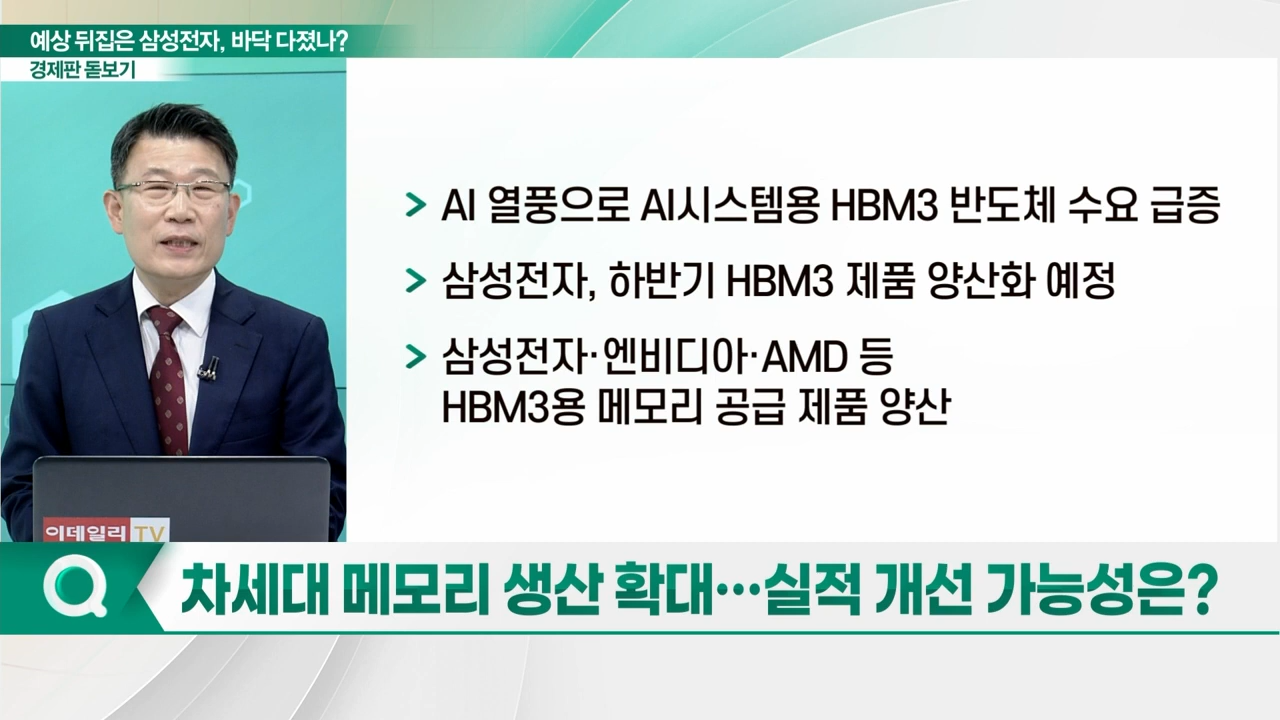 예상 뒤집은 삼성전자, 바닥 다졌나?
경제판 돋보기
> AI 열풍으로 AI시스템용 HBM3 반도체 수요 급증
> 삼성전자, 하반기 HBM3 제품 양산화 예정
> 삼성전자·엔비디아·AMD 등
HBM3용 메모리 공급 제품 양산
이데일리 TV
Q 차세대 메모리 생산 확대…실적 개선 가능성은?